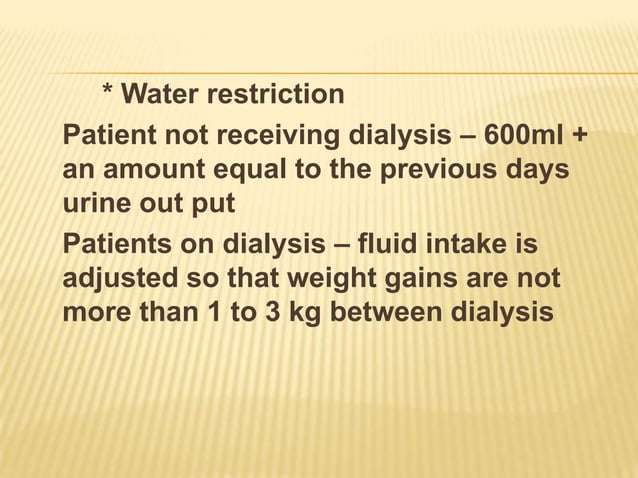 * Water restriction
Patient not receiving dialysis – 600ml +
an amount equal to the previous days
urine out put
Patients on dialysis – fluid intake is
adjusted so that weight gains are not
more than 1 to 3 kg between dialysis